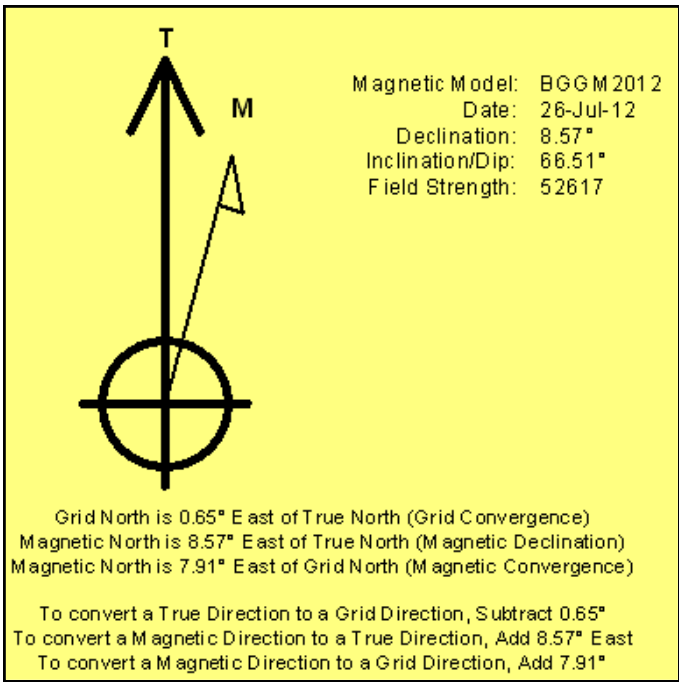 T
M
Magnetic Model: BGGM2012
Date: 26-Jul-12
Declination: 8.57°
Inclination/Dip: 66.51°
Field Strength: 52617
Grid North is 0.65° East of True North (Grid Convergence)
Magnetic North is 8.57° East of True North (Magnetic Declination)
Magnetic North is 7.91° East of Grid North (Magnetic Convergence)
To convert a True Direction to a Grid Direction, Subtract 0.65°
To convert a Magnetic Direction to a True Direction, Add 8.57° East
To convert a Magnetic Direction to a Grid Direction, Add 7.91°